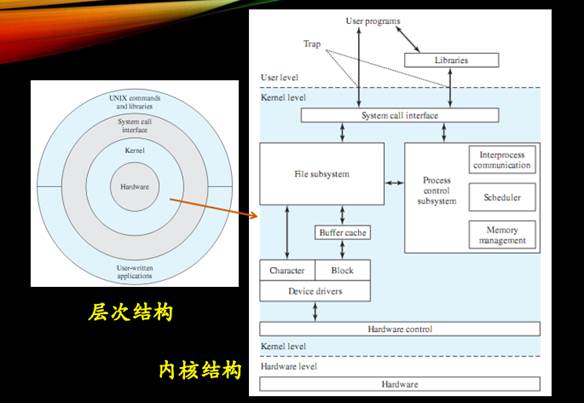 UNIX commands
and libraries
System call
interface
Kernel
Hardware
User-written
applications
层次结构
内核结构
User programs
Trap
Libraries
User level
Kernel level
System call interface
File subsystem
Process
control
subsystem
Interprocess
communication
Scheduler
Memory
management
Buffer cache
Character
Block
Device drivers
Hardware control
Kernel level
Hardware level
Hardware